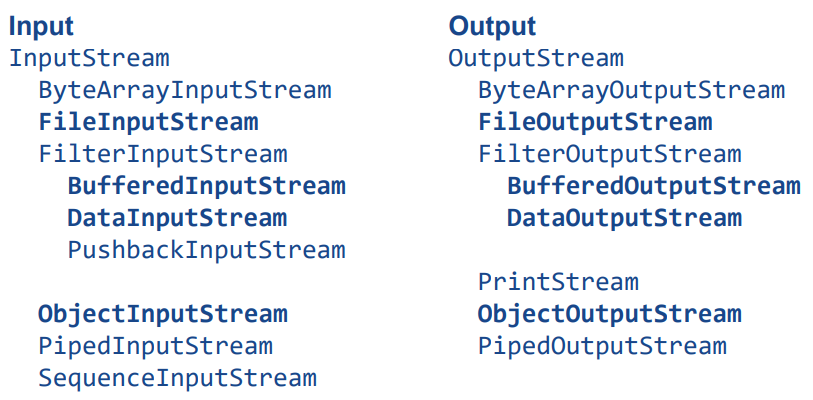 Input
InputStream
ByteArrayInputStream
FileInputStream
FilterInputStream
BufferedInputStream
DataInputStream
PushbackInputStream
ObjectInputStream
PipedInputStream
SequenceInputStream
Output
OutputStream
ByteArrayOutputStream
FileOutputStream
FilterOutputStream
BufferedOutputStream
DataOutputStream
PrintStream
ObjectOutputStream
PipedOutputStream